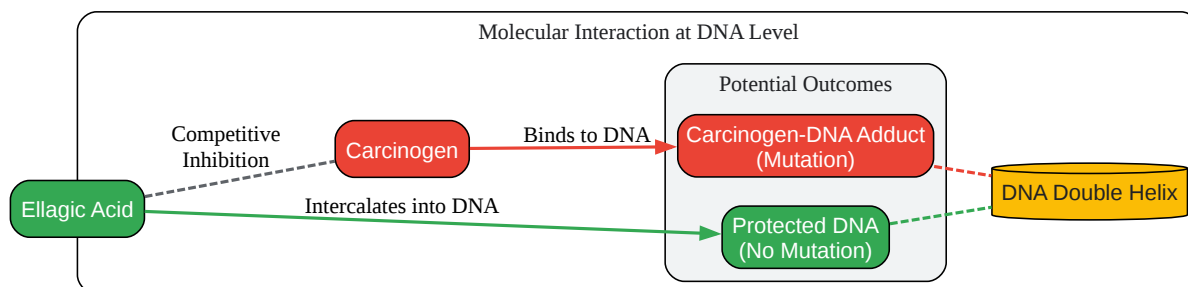 Molecular Interaction at DNA Level
Potential Outcomes
Competitive
Inhibition
Carcinogen
Binds to DNA
Carcinogen-DNA Adduct
(Mutation)
Ellagic Acid
Intercalates into DNA
Protected DNA
(No Mutation)
DNA Double Helix